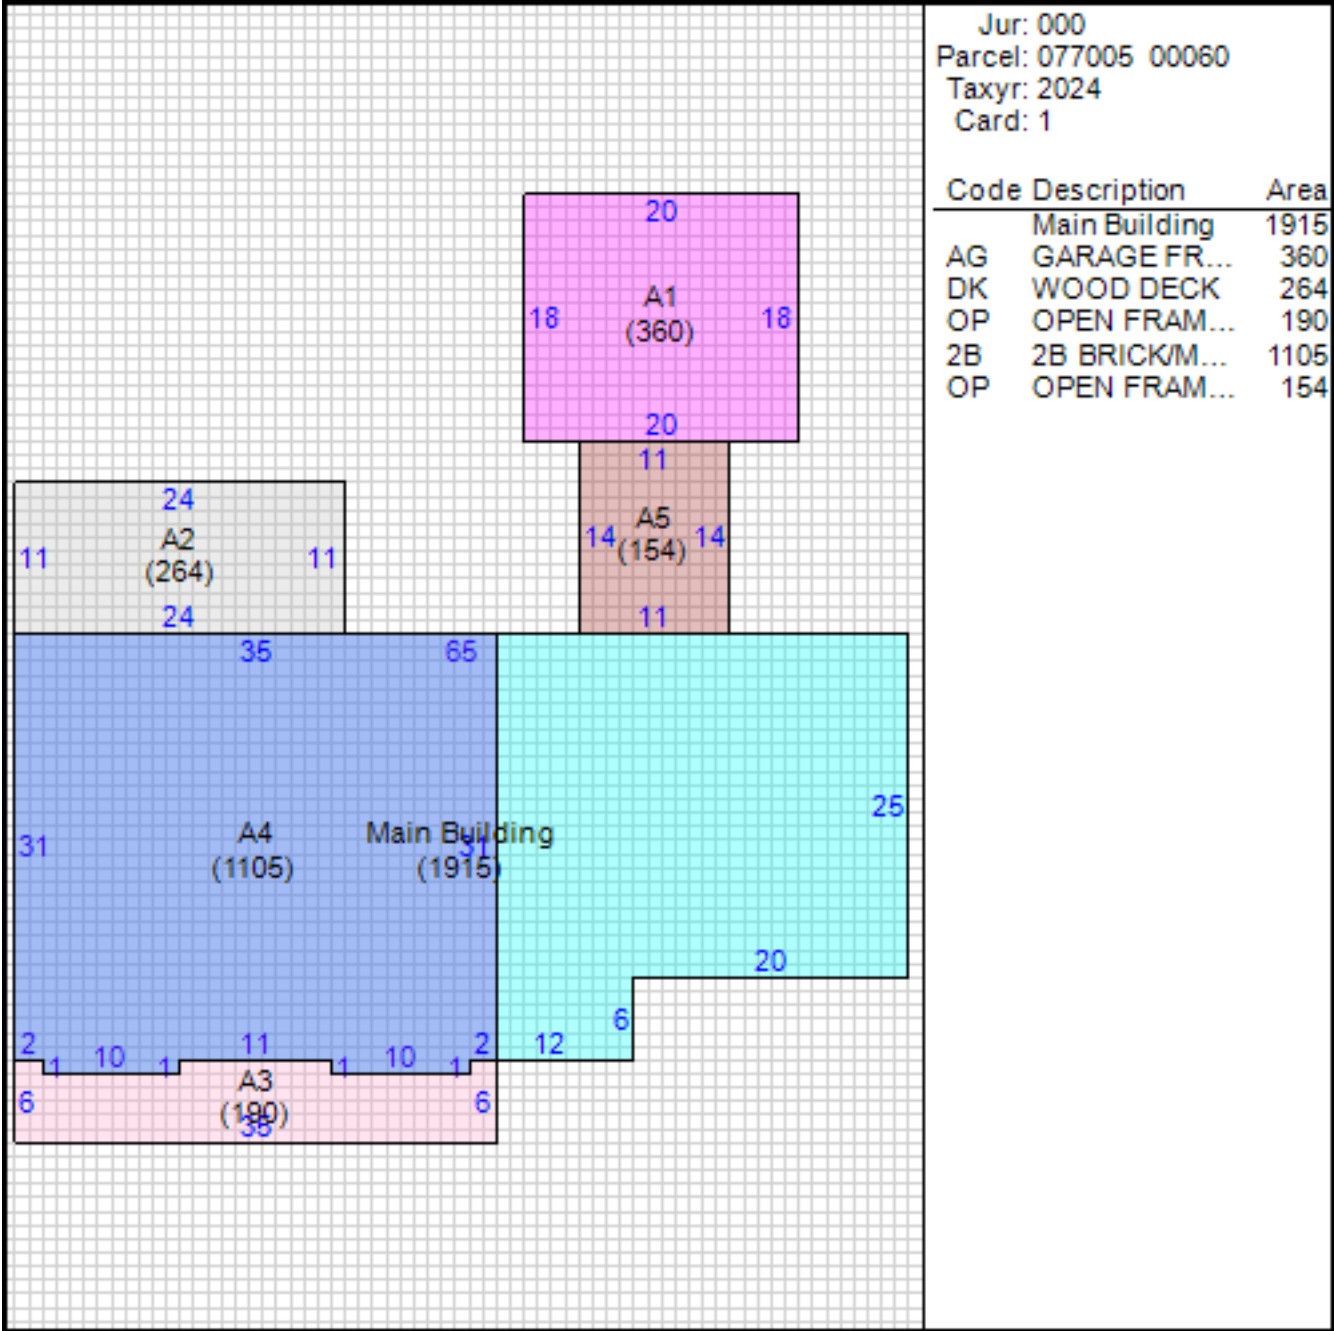 Jur: 000
Parcel: 077005 00060
Taxyr: 2024
Card: 1
Code Description Area
Main Building 1915
AG GARAGE FR... 360
DK WOOD DECK 264
OP OPEN FRAM... 190
2B 2B BRICK/M... 1105
OP OPEN FRAM... 154
20
A1
18 (360) 18
20
11
24
A5
14 (154) 14
A2
11 (264) 11
24
11
35 65
25
A4 Main Building
31 31
(1105) (1915)
20
6
2 10 11 10 2 12
1 1 1 1
A3
6 (190) 6
35